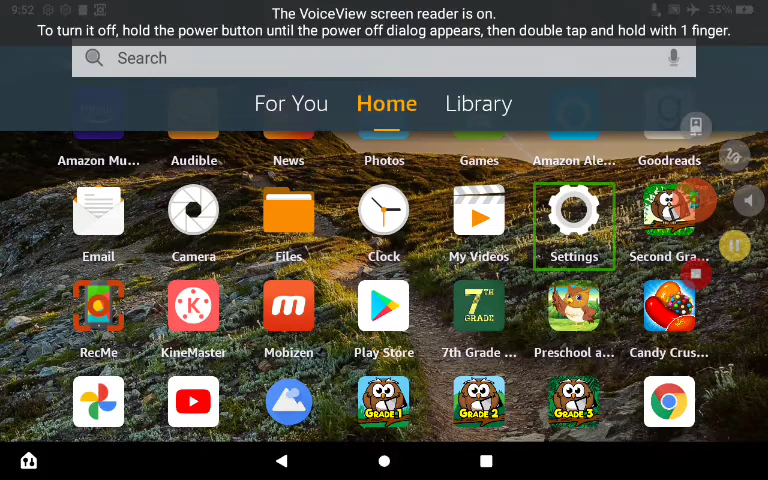 9:52
33%
The VoiceView screen reader is on.
To turn it off, hold the power button until the power off dialog appears, then double tap and hold with 1 finger.
Search
For You Home Library
Amazon Mu... Audible News Photos Games Amazon Ale... Goodreads
Email Camera Files Clock My Videos Settings Second Gra...
7TH
GRADE
RecMe KineMaster Mobizen Play Store 7th Grade ... Preschool a... Candy Crus...
GRADE 1 GRADE 2 GRADE 3